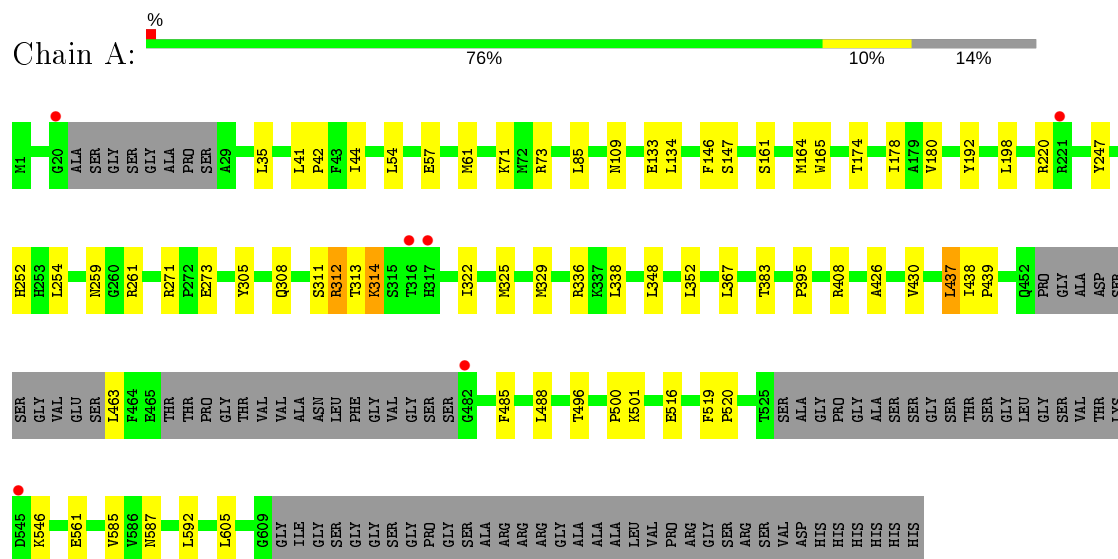 %
Chain A:
76% 10% 14%
M1 G20 ALA SER GLY SER GLY ALA PRO SER A29 L35 L41 P42 F43 I44 L54 E57 M61 K71 M72 R73 L85 N109 E133 L134 F146 S147 S161 M164 W165 T174 I178 A179 V180 Y192 L198 R220 R221 Y247
H252 H253 L254 N259 G260 R261 R271 P272 E273 Y305 Q308 S311 R312 T313 K314 S315 T316 H317 I322 M325 M329 R336 K337 L338 L348 L352 L367 T383 P395 R408 A426 V430 L437 I438 P439 Q452 PRO GLY ALA ASP SER
SER GLY VAL GLU SER L463 F464 E465 THR THR PRO GLY THR VAL VAL ALA ASN LEU PHE GLY VAL GLY SER SER G482 F485 L488 T496 P500 K501 E516 F519 P520 T525 SER ALA GLY PRO GLY ALA SER SER GLY SER THR SER GLY LEU GLY SER VAL THR LYS
D545 K546 E561 V585 V586 N587 L592 L605 G609 GLY ILE GLY SER GLY GLY SER GLY PRO GLY SER ALA ARG ARG ARG GLY ALA ALA ALA LEU VAL PRO ARG GLY SER ARG SER VAL ASP HIS HIS HIS HIS HIS HIS